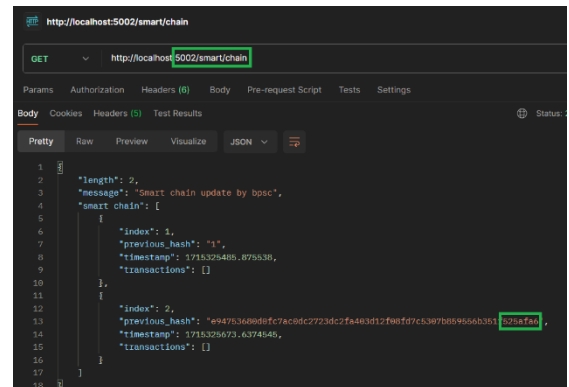 http://localhost:5002/smart/chain
GET http://localhost:5002/smart/chain
Params Authorization Headers (6) Body Pre-request Script Tests Settings
Body Cookies Headers (5) Test Results Status:
Pretty Raw Preview Visualize JSON
1 {
2 "length": 2,
3 "message": "Smart chain update by bpsc",
4 "smart chain": [
5 {
6 "index": 1,
7 "previous_hash": "1",
8 "timestamp": 1715325485.875538,
9 "transactions": []
10 },
11 {
12 "index": 2,
13 "previous_hash": "
14 "timestamp": 1715325673.6374545,
15 "transactions": []
16 }
17 ]
18 }